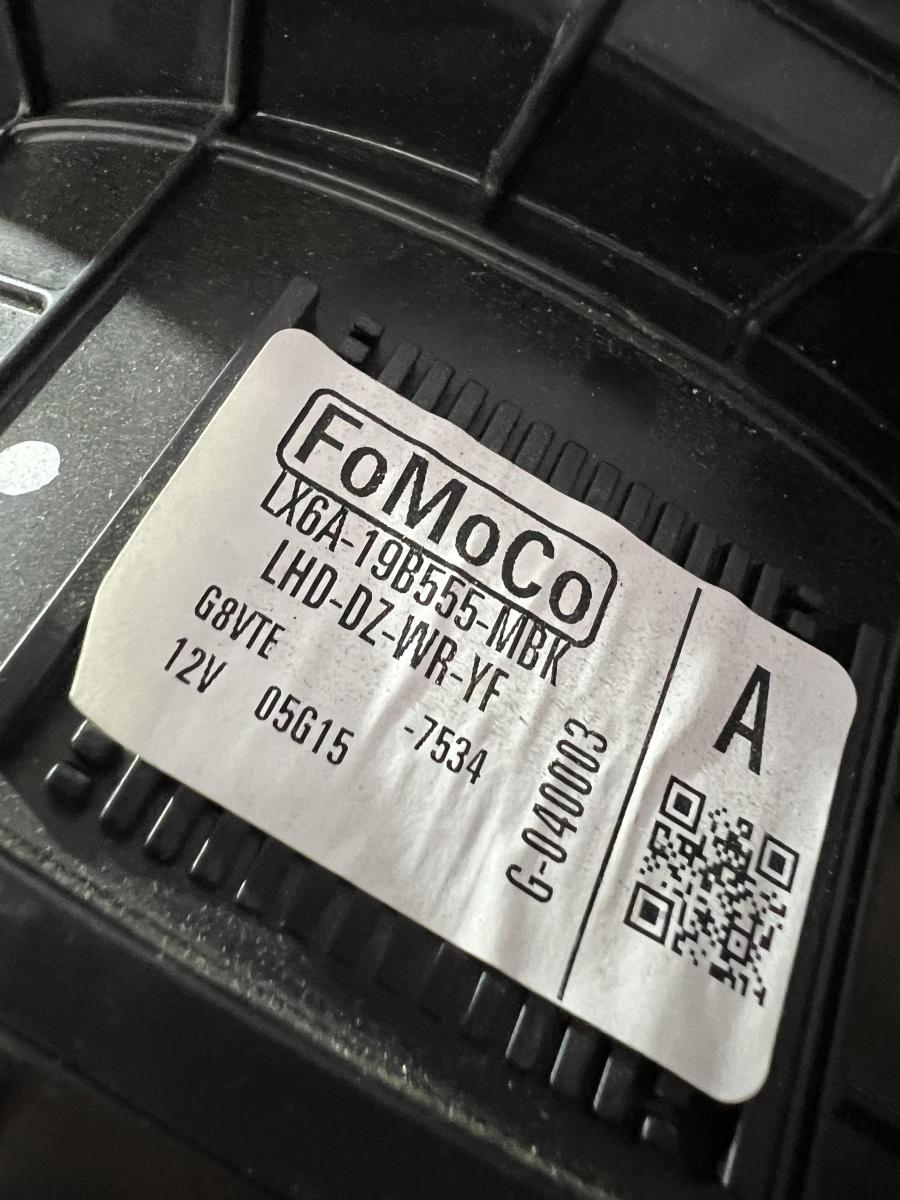 FoMoCo
LX6A-19B555-MBK
LHD-DZ-WR-YF
G8VTE
12V 05G15 -7534
G-040003
A